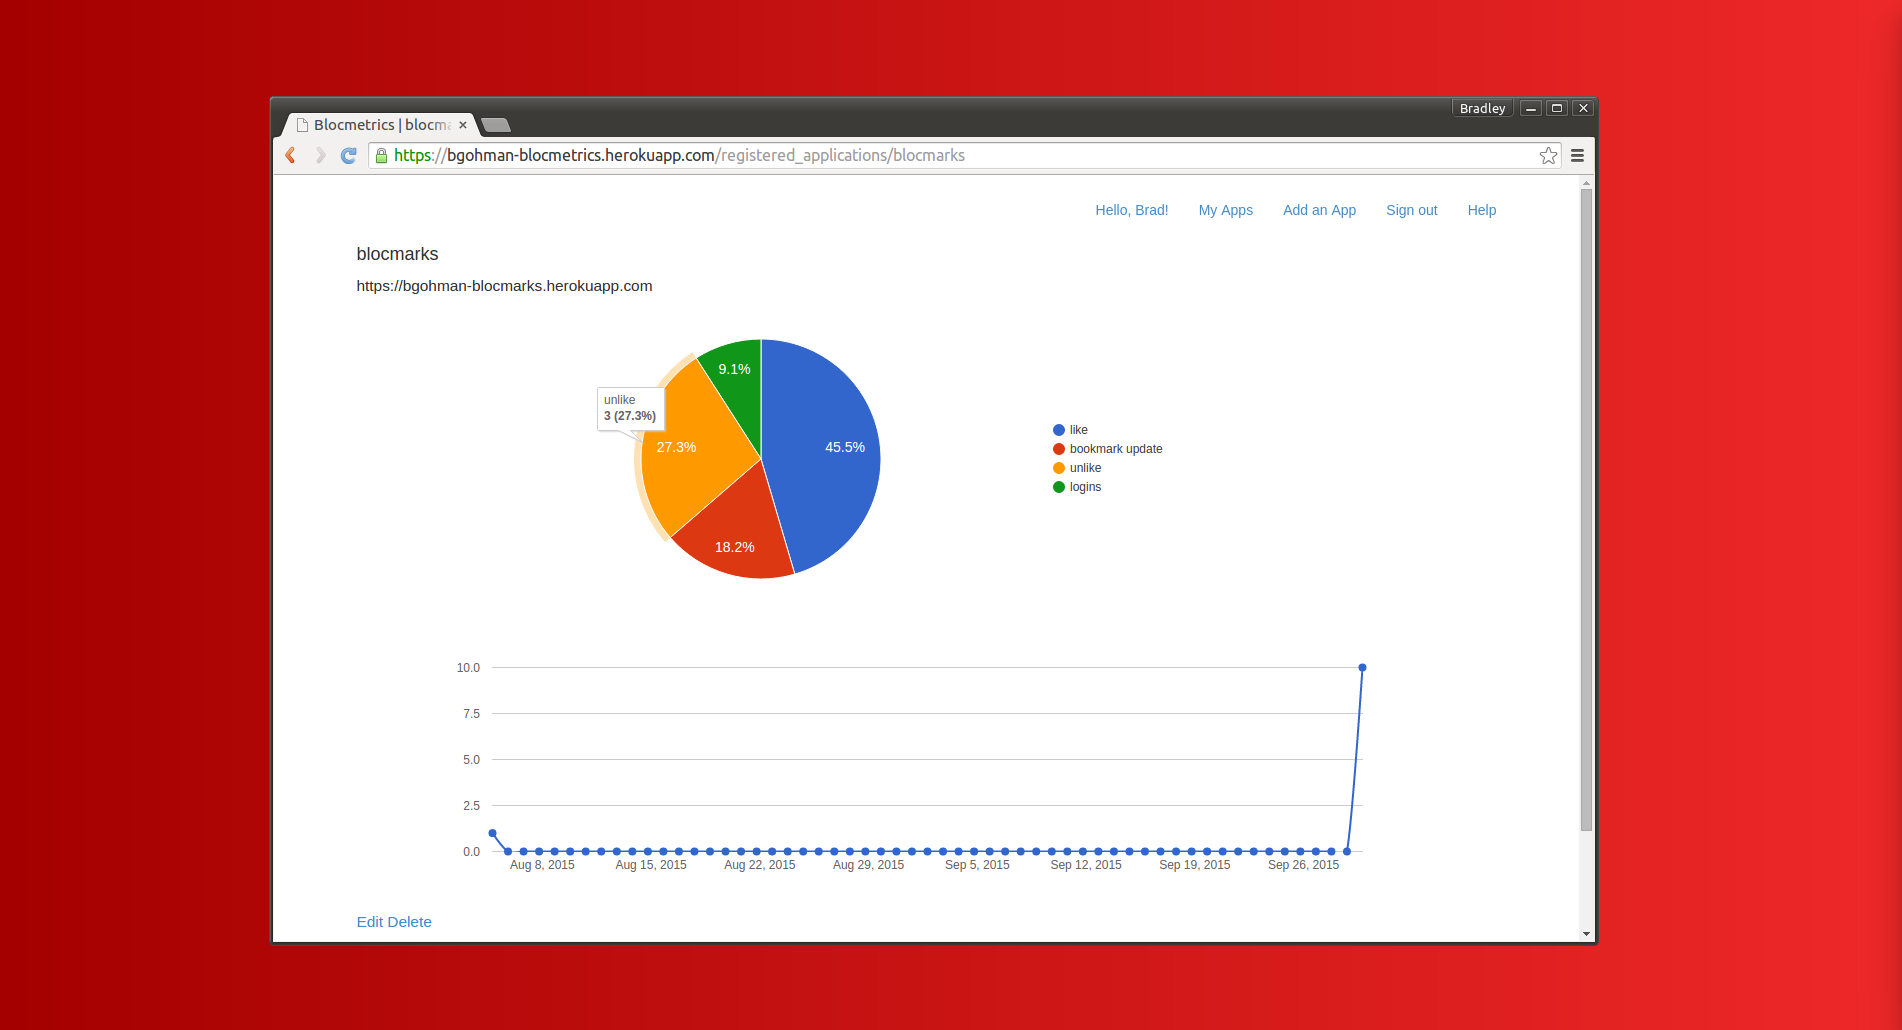 Bradley
Blocmetrics | blocma
https://bgohman-blocmetrics.herokuapp.com/registered_applications/blocmarks
Hello, Brad! My Apps Add an App Sign out Help
blocmarks
https://bgohman-blocmarks.herokuapp.com
9.1%
unlike
3 (27.3%)
27.3%
45.5%
18.2%
like
bookmark update
unlike
logins
10.0
7.5
5.0
2.5
0.0
Aug 8, 2015 Aug 15, 2015 Aug 22, 2015 Aug 29, 2015 Sep 5, 2015 Sep 12, 2015 Sep 19, 2015 Sep 26, 2015
Edit Delete